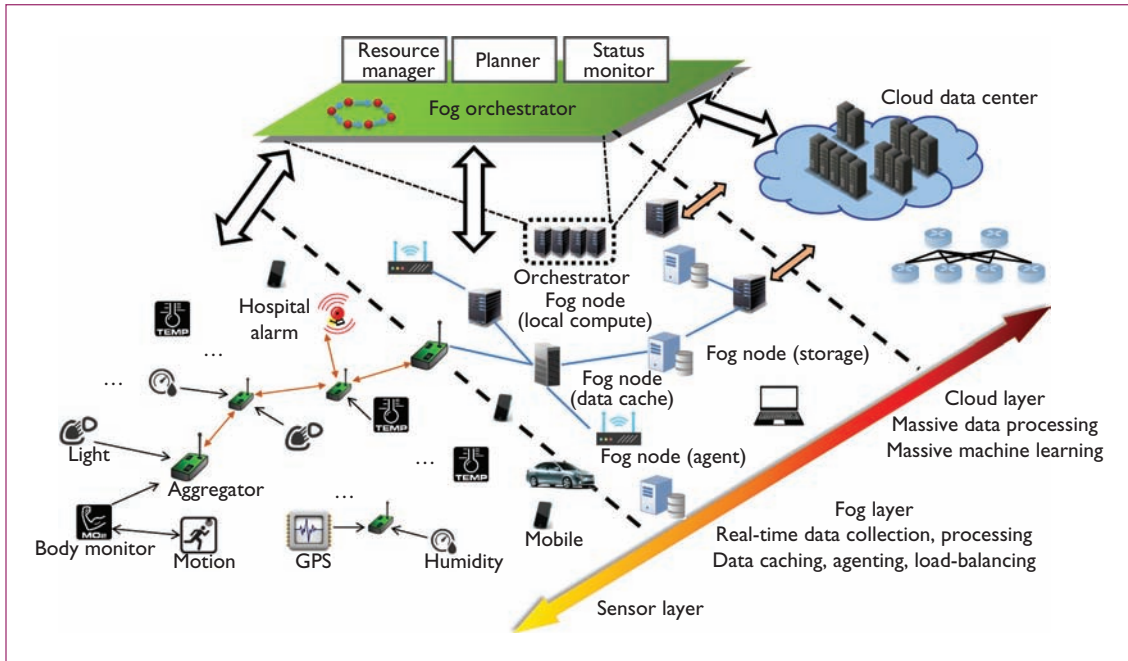 Resource
manager
Planner
Status
monitor
Fog orchestrator
Cloud data center
Orchestrator
Fog node
(local compute)
Hospital
alarm
TEMP
...
...
Fog node (storage)
Fog node
(data cache)
TEMP
Light
Aggregator
...
TEMP
Fog node (agent)
Cloud layer
Massive data processing
Massive machine learning
...
MO2
Body monitor
Motion
GPS
Humidity
Mobile
Fog layer
Real-time data collection, processing
Data caching, agenting, load-balancing
Sensor layer